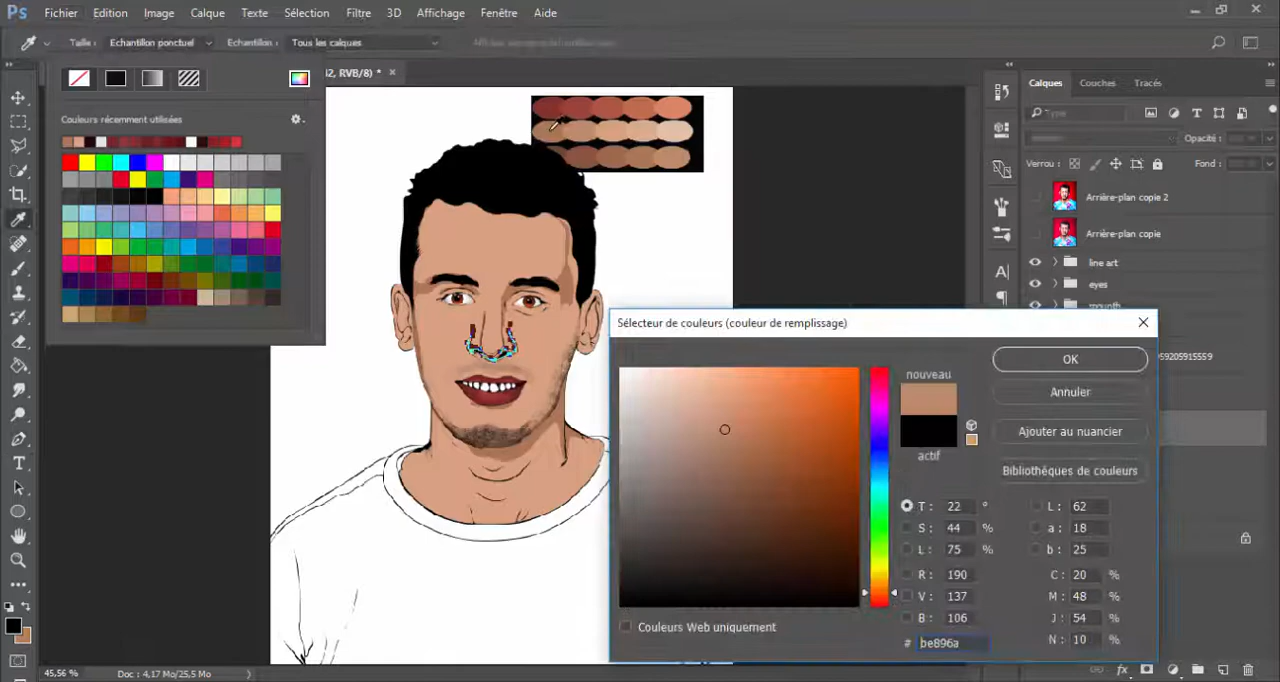 Ps Fichier Edition Image Calque Texte Sélection Filtre 3D Affichage Fenêtre Aide
Taille : Echantillon ponctuel Echantillon : Tous les calques
2, RVB/8) * ×
Calques Couches Tracés
Couleurs récemment utilisées
Opacité :
Verrou : Fond :
Arrière-plan copie 2
Arrière-plan copie
line art
eyes
Sélecteur de couleurs (couleur de remplissage)
nouveau
actif
OK
Annuler
Ajouter au nuancier
Bibliothèques de couleurs
T : 22 ° L : 62
S : 44 % a : 18
L : 75 % b : 25
R : 190 C : 20 %
V : 137 M : 48 %
B : 106 J : 54 %
# be896a N : 10 %
Couleurs Web uniquement
45,56 % Doc : 4,17 Mo/25,5 Mo